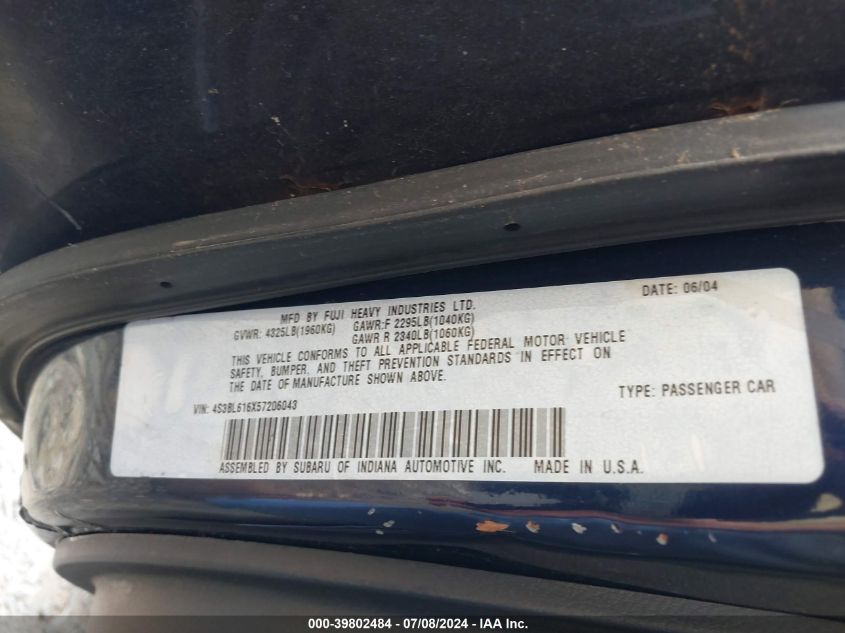 DATE: 06/04
MFD BY FUJI HEAVY INDUSTRIES LTD.
GVWR: 4325LB(1960KG) GAWR:F 2295LB(1040KG)
GAWR R 2340LB(1060KG)
THIS VEHICLE CONFORMS TO ALL APPLICABLE FEDERAL MOTOR VEHICLE
SAFETY, BUMPER, AND THEFT PREVENTION STANDARDS IN EFFECT ON
THE DATE OF MANUFACTURE SHOWN ABOVE.
VIN: 4S3BL616X57206043
TYPE: PASSENGER CAR
ASSEMBLED BY SUBARU OF INDIANA AUTOMOTIVE INC. MADE IN U.S.A.
000-39802484 - 07/08/2024 - IAAI.com